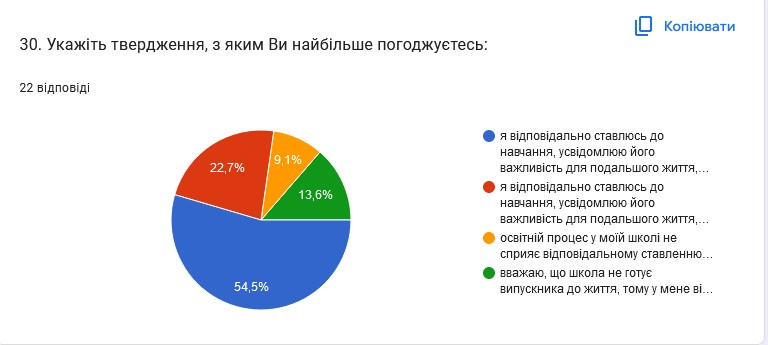 Копіювати
30. Укажіть твердження, з яким Ви найбільше погоджуєтесь:
22 відповіді
22,7%
9,1%
13,6%
54,5%
я відповідально ставлюсь до
навчання, усвідомлюю його
важливість для подальшого життя,…
я відповідально ставлюсь до
навчання, усвідомлюю його
важливість для подальшого життя,…
освітній процес у моїй школі не
сприяє відповідальному ставленню…
вважаю, що школа не готує
випускника до життя, тому у мене ві…